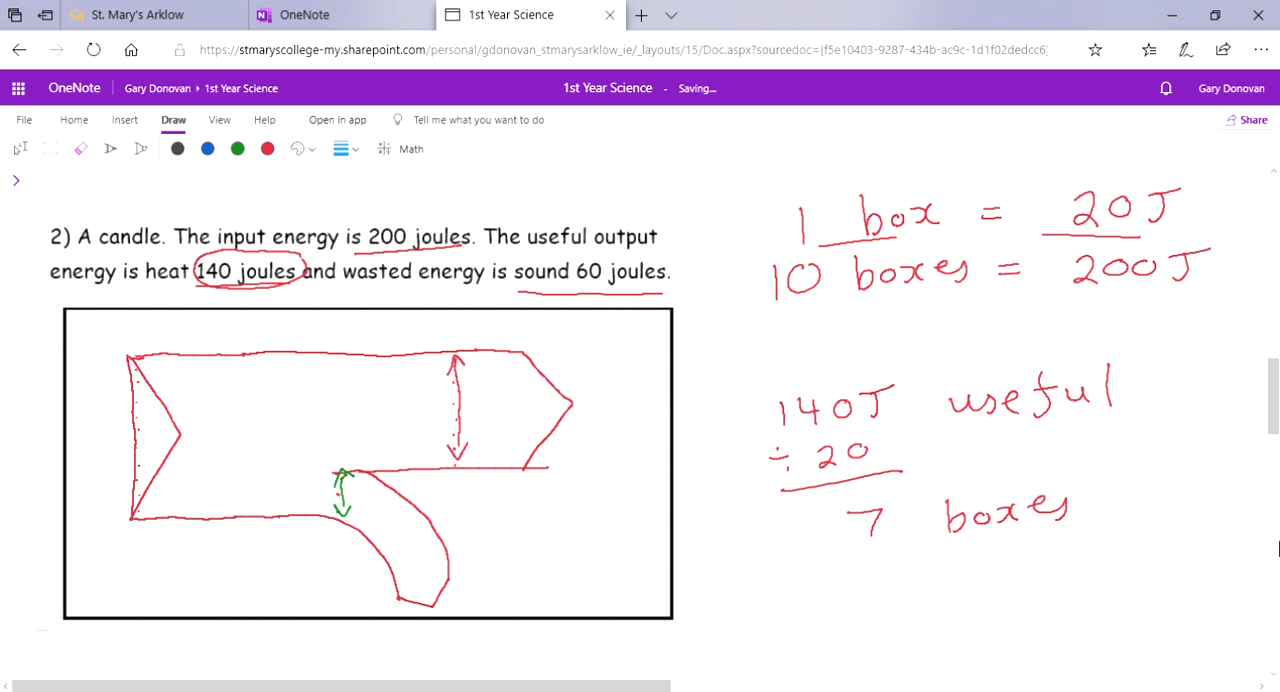 St. Mary's Arklow
OneNote
1st Year Science
https://stmaryscollege-my.sharepoint.com/personal/gdonovan_stmarysarklow_ie/_layouts/15/Doc.aspx?sourcedoc={f5e10403-9287-434b-ac9c-1d1f02dedcc6}
OneNote
Gary Donovan › 1st Year Science
1st Year Science - Saving...
Gary Donovan
File Home Insert Draw View Help Open in app Tell me what you want to do
Share
Math
2) A candle. The input energy is 200 joules. The useful output
energy is heat 140 joules and wasted energy is sound 60 joules.
1 box = 20J
10 boxes = 200J
140J useful
÷ 20
7 boxes